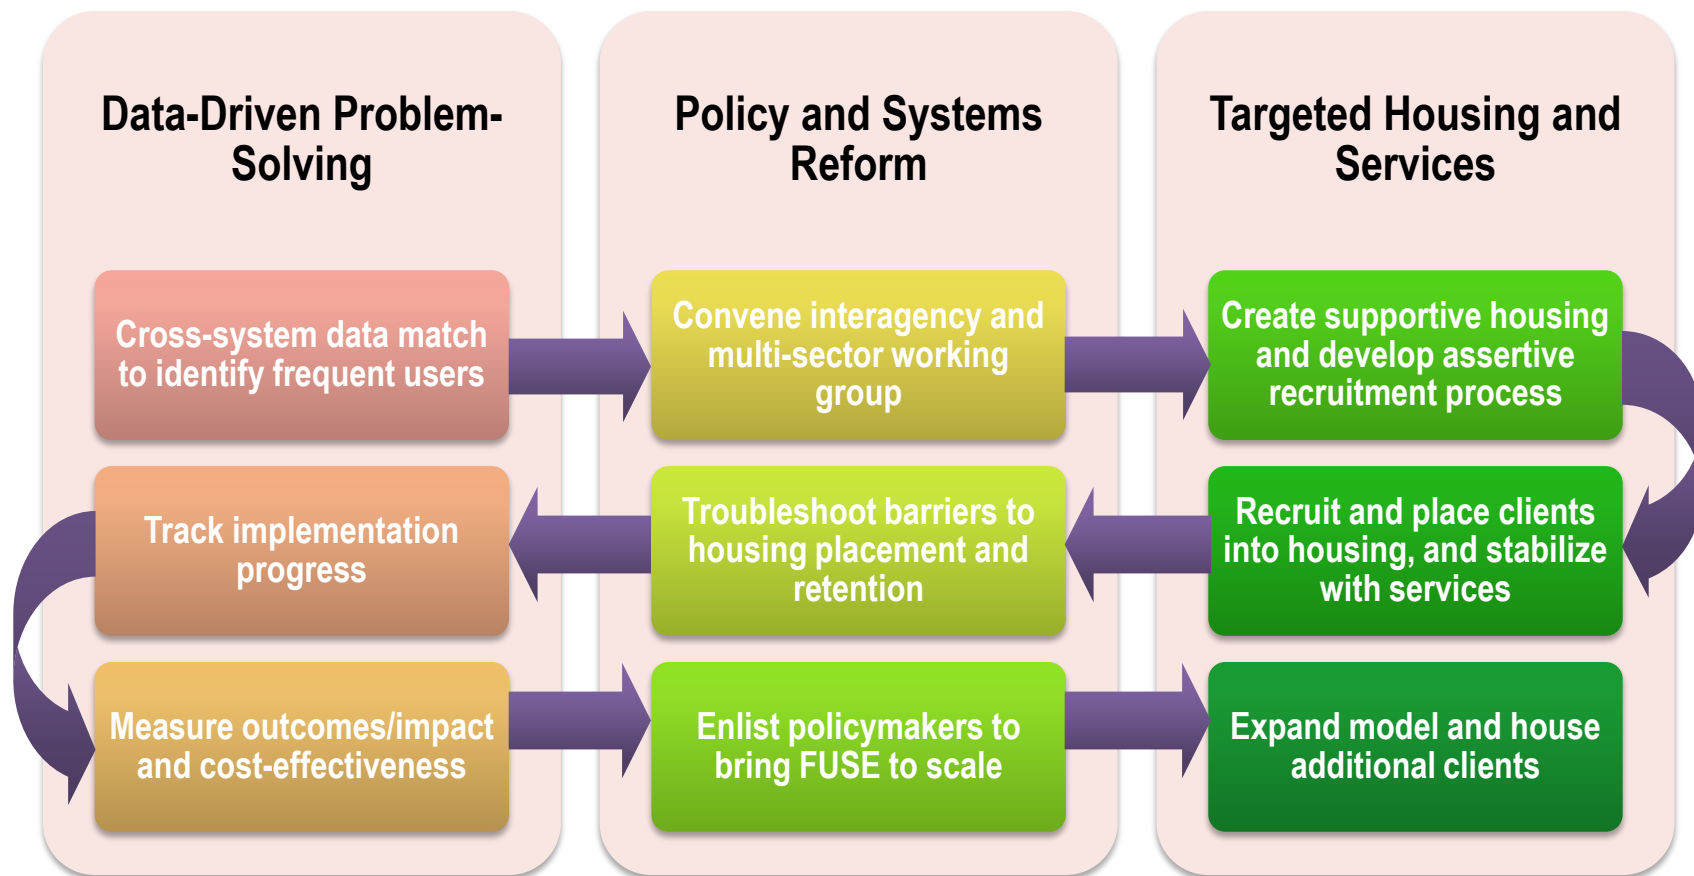 Data-Driven Problem-
Solving
Policy and Systems
Reform
Targeted Housing and
Services
Cross-system data match
to identify frequent users
Convene interagency and
multi-sector working
group
Create supportive housing
and develop assertive
recruitment process
Track implementation
progress
Troubleshoot barriers to
housing placement and
retention
Recruit and place clients
into housing, and stabilize
with services
Measure outcomes/impact
and cost-effectiveness
Enlist policymakers to
bring FUSE to scale
Expand model and house
additional clients